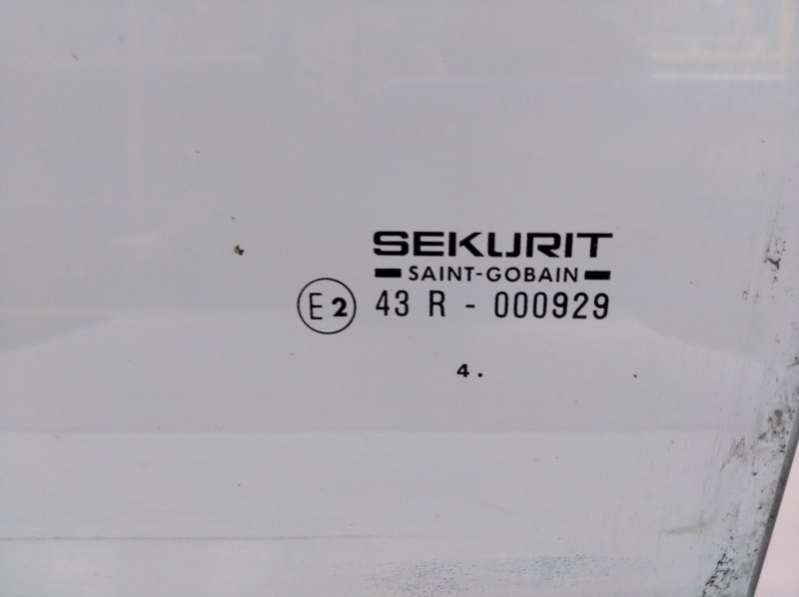 SEKURIT
SAINT-GOBAIN
E2 43 R - 000929
4.